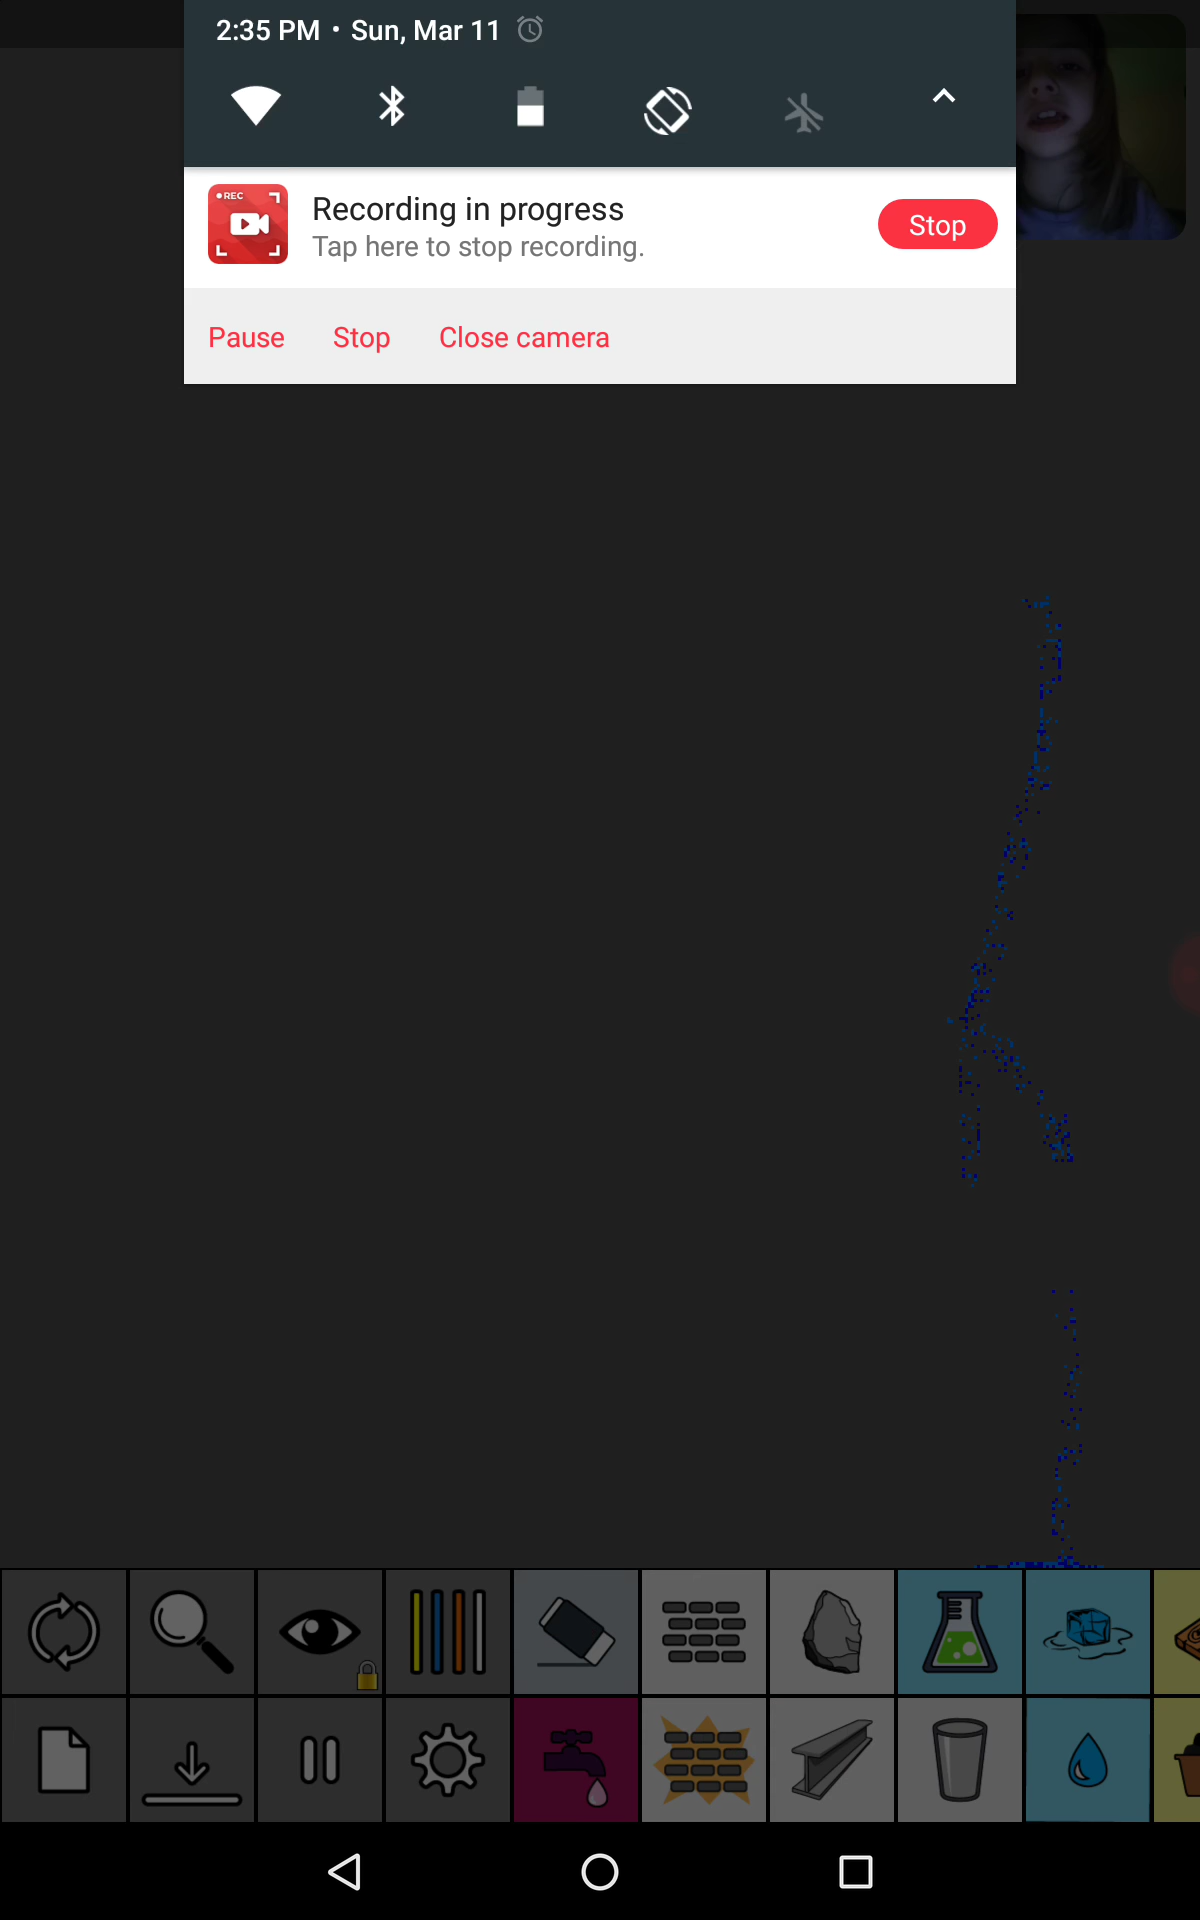 2:35 PM • Sun, Mar 11
REC
Recording in progress
Tap here to stop recording.
Stop
Pause Stop Close camera